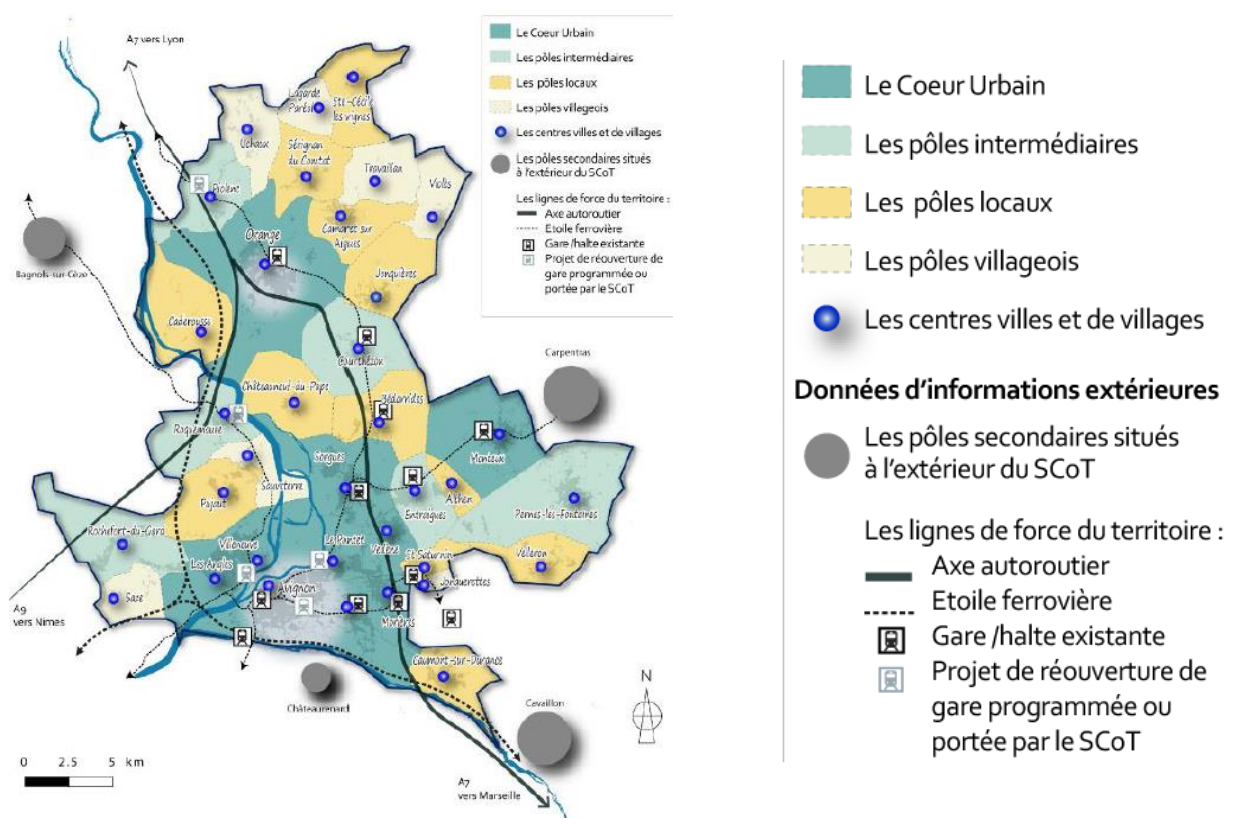 A7 vers Lyon
Le Coeur Urbain
Les pôles intermédiaires
Les pôles locaux
Les pôles villageois
Les centres villes et de villages
Les pôles secondaires situés
à l'extérieur du SCoT
Les lignes de force du territoire :
Axe autoroutier
Etoile ferrovière
Gare/halte existante
Projet de réouverture de
gare programmée ou
portée par le SCoT
Ste-Cécile
les vignes
Lagarde
Uchaux
Sérignan
du Comtat
Travaillan
Violès
Piolenc
Camaret sur
Aigues
Orange
Jonquières
Bagnols-sur-Cèze
Caderousse
Courthézon
Carpentras
Châteauneuf-du-Pape
Bédarrides
Roquemaure
Monteux
Sorgues
Sauveterre
Pujaut
Althen
Entraigues
Pernes-les-Fontaines
Rochefort-du-Gard
Villeneuve
Le Pontet
Vedène
Les Angles
St Saturnin
Velleron
Avignon
Jonquerettes
Saze
Morières
A9
vers Nimes
Caumont-sur-Durance
Châteaurenard
Cavaillon
N
0 2.5 5 km
A7
vers Marseille
Le Coeur Urbain
Les pôles intermédiaires
Les pôles locaux
Les pôles villageois
Les centres villes et de villages
Données d'informations extérieures
Les pôles secondaires situés
à l'extérieur du SCoT
Les lignes de force du territoire :
Axe autoroutier
Etoile ferrovière
Gare /halte existante
Projet de réouverture de
gare programmée ou
portée par le SCoT